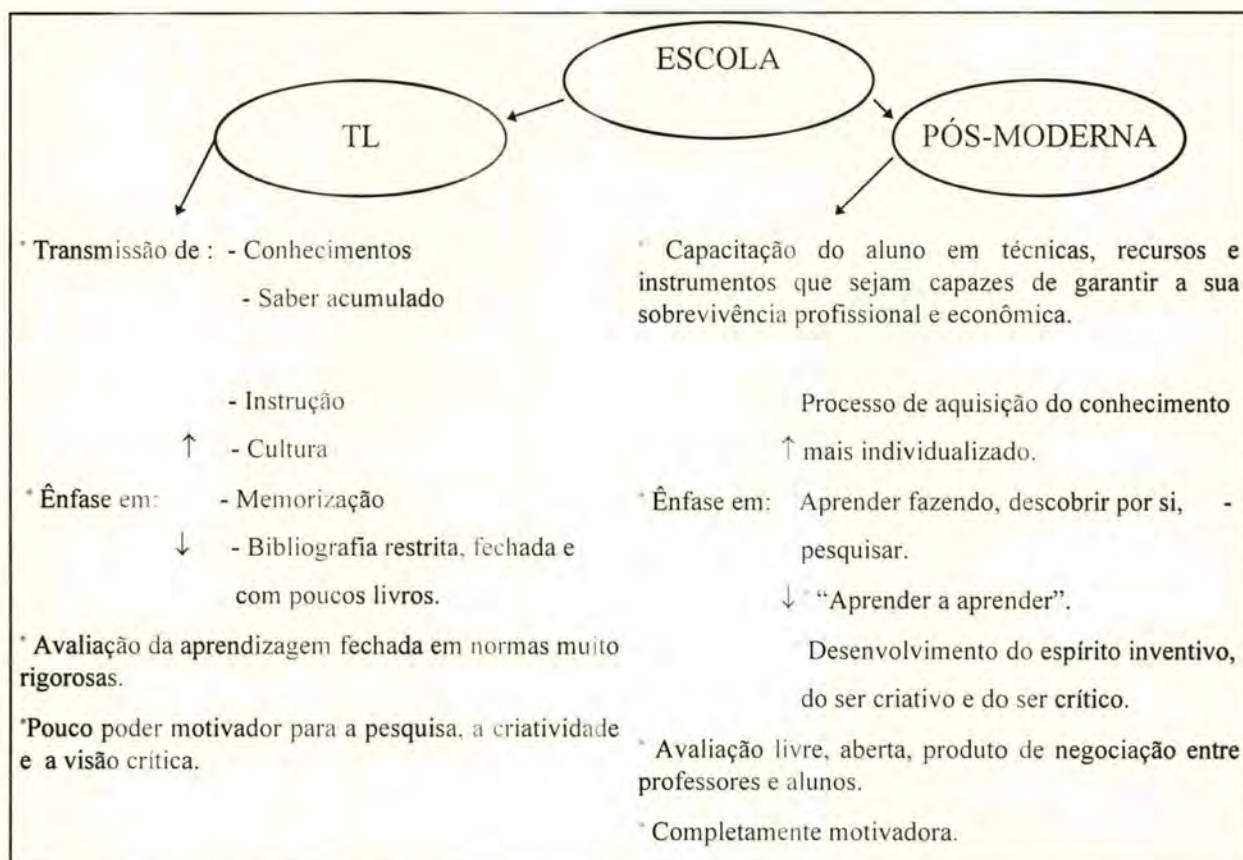 ESCOLA
TL
PÓS-MODERNA
* Transmissão de : - Conhecimentos
- Saber acumulado
- Instrução
↑ - Cultura
* Ênfase em: - Memorização
↓ - Bibliografia restrita, fechada e
com poucos livros.
* Avaliação da aprendizagem fechada em normas muito
rigorosas.
*Pouco poder motivador para a pesquisa, a criatividade
e a visão crítica.
* Capacitação do aluno em técnicas, recursos e
instrumentos que sejam capazes de garantir a sua
sobrevivência profissional e econômica.
Processo de aquisição do conhecimento
↑ mais individualizado.
* Ênfase em: Aprender fazendo, descobrir por si, -
pesquisar.
↓ * “Aprender a aprender”.
Desenvolvimento do espírito inventivo,
do ser criativo e do ser crítico.
* Avaliação livre, aberta, produto de negociação entre
professores e alunos.
* Completamente motivadora.